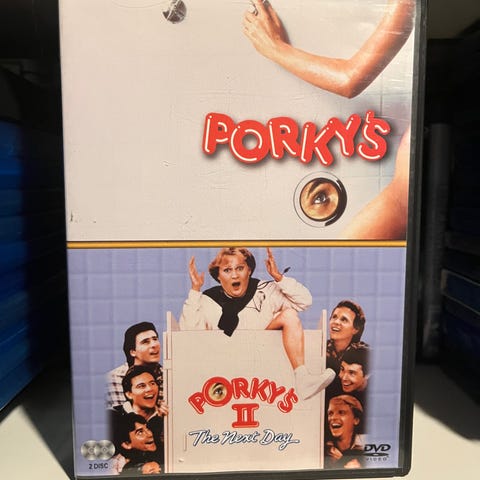 PORKY'S
PORKY'S
II
The Next Day
2 DISC
DVD
VIDEO